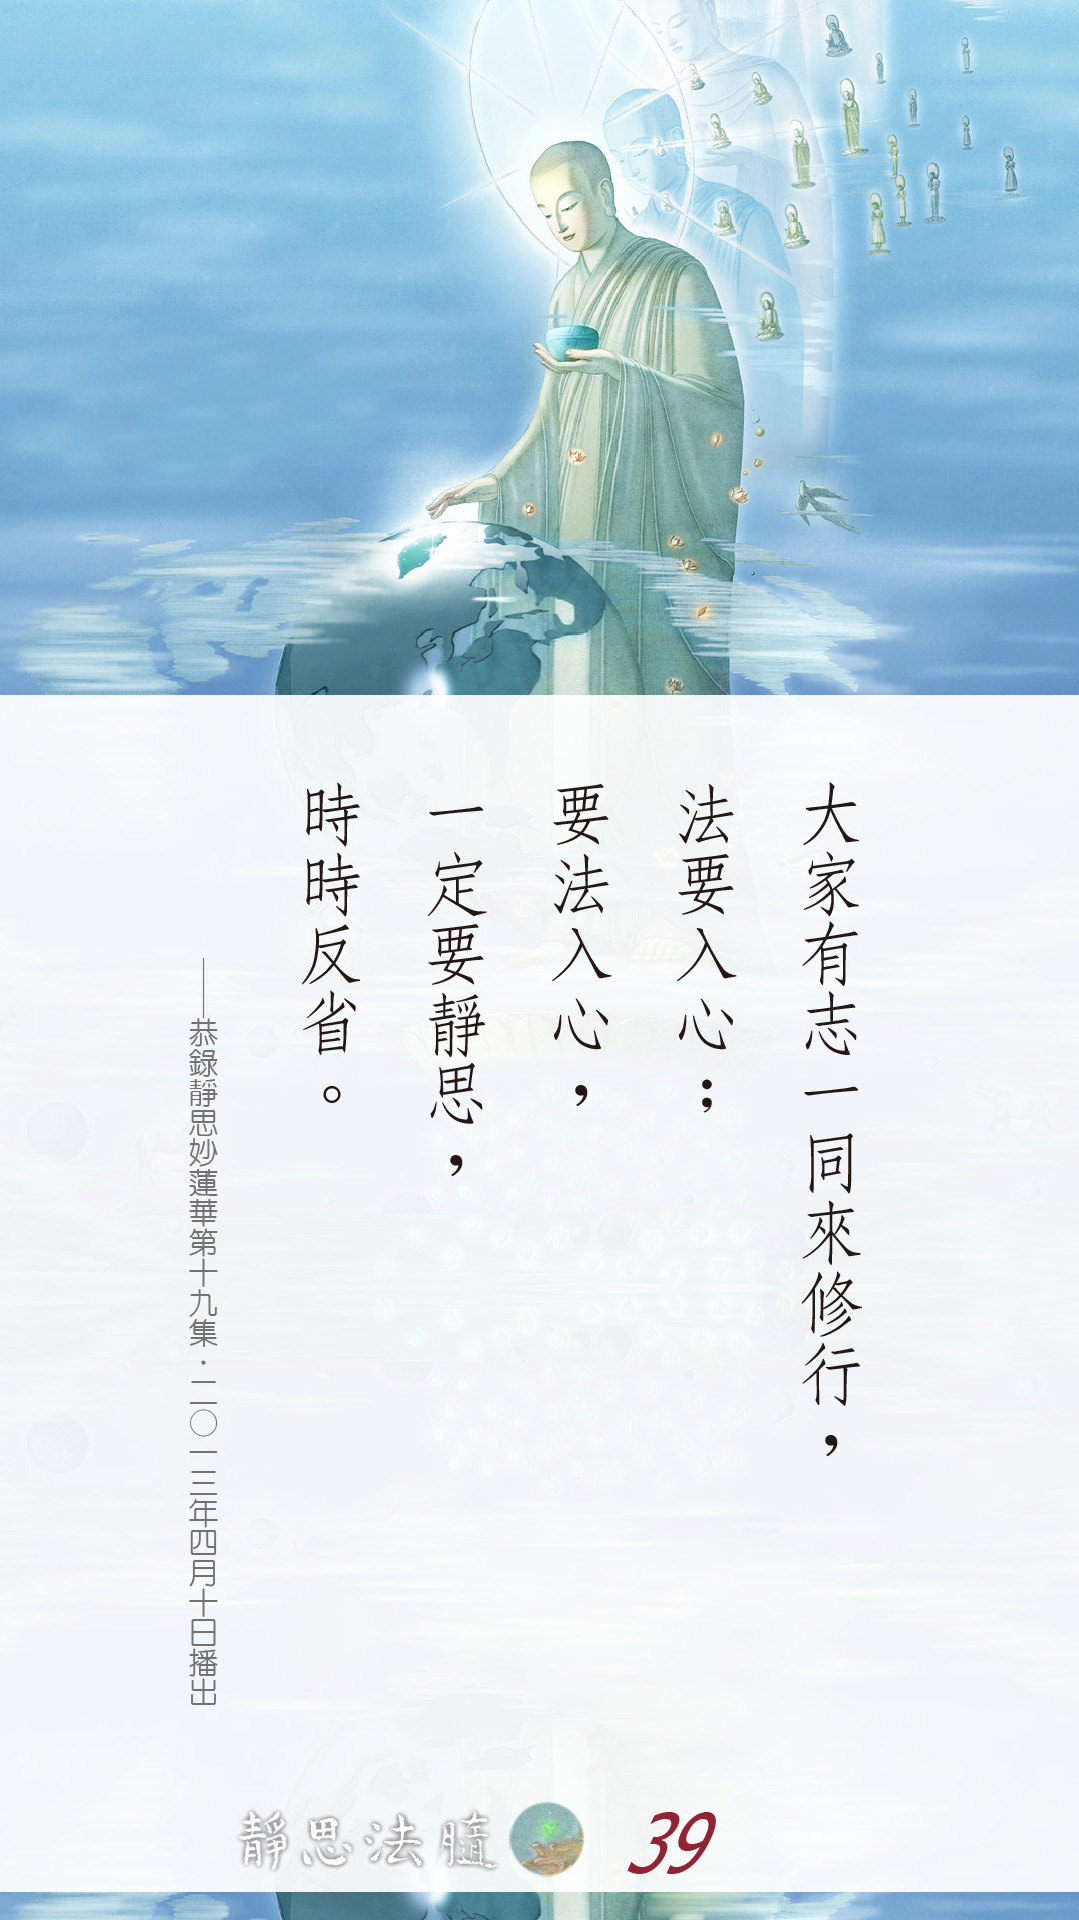 大家有志一同來修行，
法要入心；
要法入心，
一定要靜思，
時時反省。
——恭錄靜思妙蓮華第十九集．二〇一三年四月十日播出
靜思法髓
39